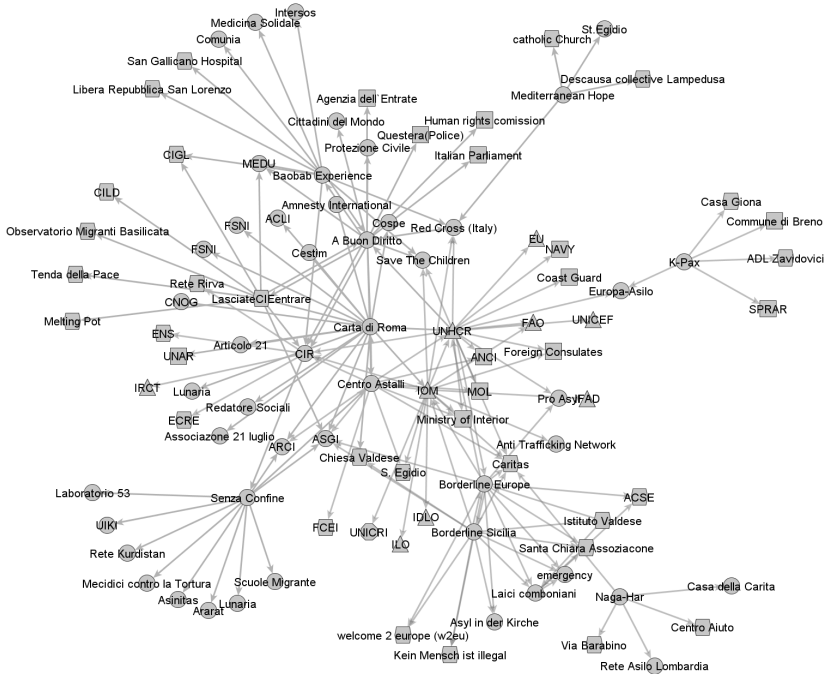 Intersos
Medicina Solidale
Comunia
St.Egidio
catholic Church
San Gallicano Hospital
Descausa collective Lampedusa
Libera Repubblica San Lorenzo
Mediterranean Hope
Agenzia dell`Entrate
Cittadini del Mondo
Human rights comission
Questera(Police)
Protezione Civile
CIGL
MEDU
Italian Parliament
Baobab Experience
CILD
Casa Giona
Amnesty International
ACLI
Cospe
Commune di Breno
FSNI
Red Cross (Italy)
Observatorio Migranti Basilicata
A Buon Diritto
EU
NAVY
FSNI
Cestim
Save The Children
K-Pax
ADL Zavidovici
Tenda della Pace
Rete Rirva
Coast Guard
Europa-Asilo
CNOG
LasciateCIEentrare
SPRAR
Melting Pot
Carta di Roma
UNHCR
FAO
UNICEF
ENS
Articolo 21
UNAR
CIR
ANCI
Foreign Consulates
IRCT
Lunaria
Centro Astalli
IOM
MOL
Pro Asyl
IFAD
Redatore Sociali
ECRE
Ministry of Interior
Associazone 21 luglio
ARCI
ASGI
Anti Trafficking Network
Chiesa Valdese
S. Egidio
Caritas
Laboratorio 53
Senza Confine
Borderline Europe
ACSE
UIKI
FCEI
UNICRI
IDLO
ILO
Borderline Sicilia
Istituto Valdese
Rete Kurdistan
Santa Chiara Assoziacone
Mecidici contro la Tortura
Scuole Migrante
emergency
Asinitas
Ararat
Lunaria
Laici comboniani
Naga-Har
Casa della Carita
Asyl in der Kirche
welcome 2 europe (w2eu)
Centro Aiuto
Kein Mensch ist illegal
Via Barabino
Rete Asilo Lombardia